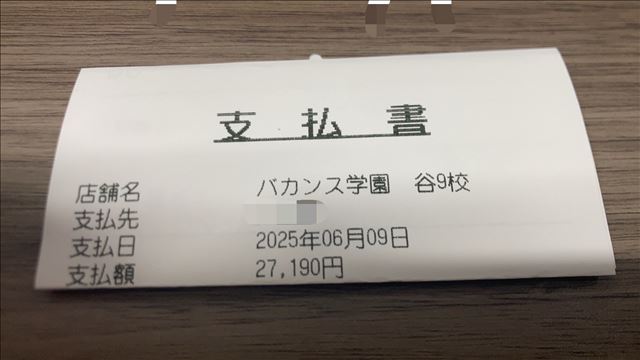 支払書
店舗名 バカンス学園 谷9校
支払先
支払日 2025年06月09日
支払額 27,190円